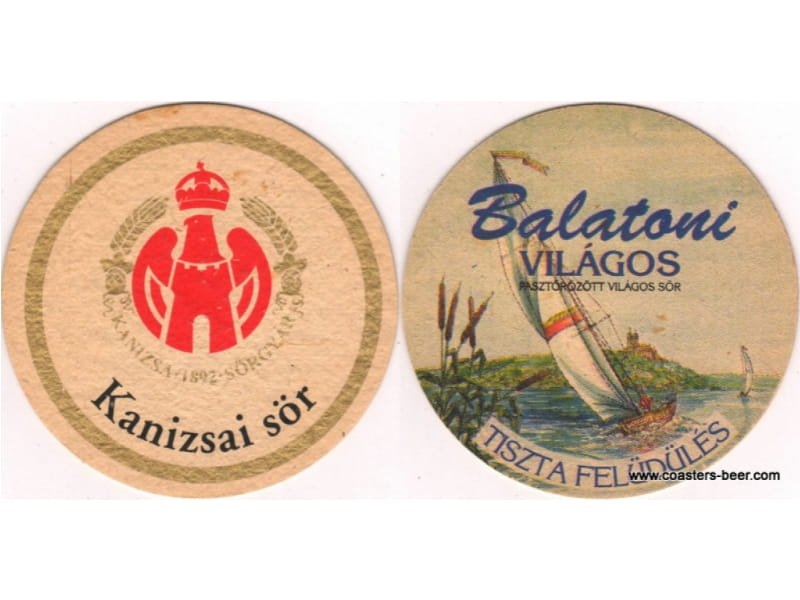 KANIZSA · 1892 · SÖRGYÁR
Kanizsai sör
Balatoni
VILÁGOS
PASZTŐRÖZÖTT VILÁGOS SÖR
TISZTA FELÜDÜLÉS
www.coasters-beer.com